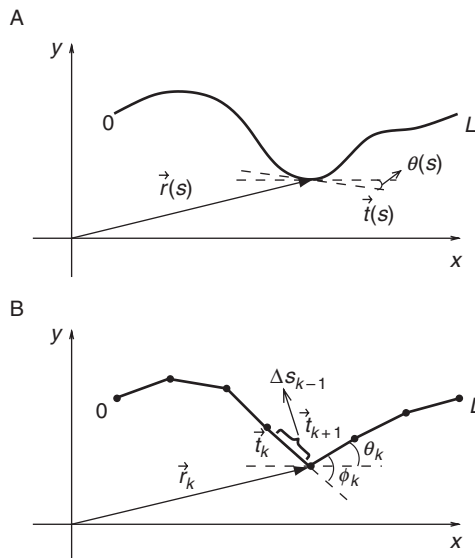 A
y
0
L
θ(s)
r⃗(s)
t⃗(s)
x
B
y
Δs_{k−1}
0
L
t⃗_{k+1}
t⃗_k
θ_k
ϕ_k
r⃗_k
x